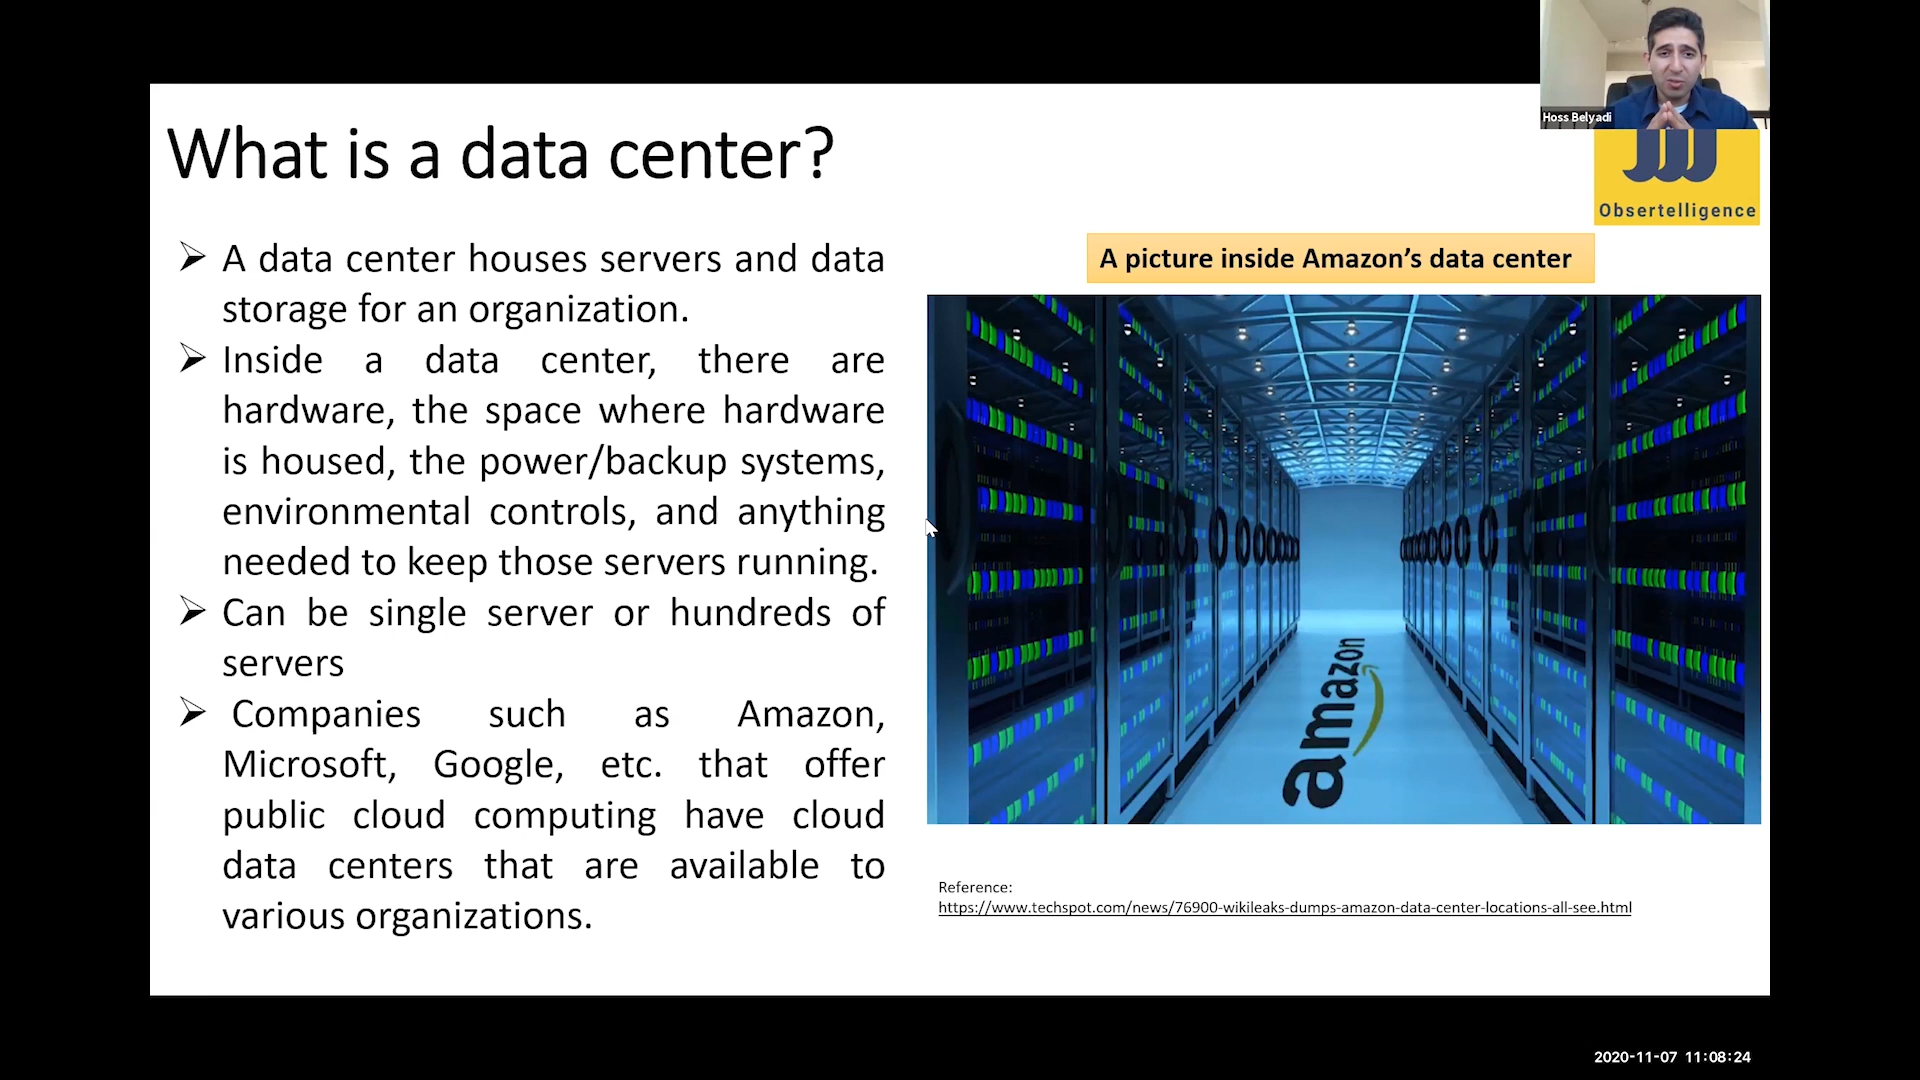 Hoss Belyadi
What is a data center?
Obsertelligence
➢ A data center houses servers and data
storage for an organization.
➢ Inside a data center, there are
hardware, the space where hardware
is housed, the power/backup systems,
environmental controls, and anything
needed to keep those servers running.
➢ Can be single server or hundreds of
servers
➢ Companies such as Amazon,
Microsoft, Google, etc. that offer
public cloud computing have cloud
data centers that are available to
various organizations.
A picture inside Amazon’s data center
amazon
Reference:
https://www.techspot.com/news/76900-wikileaks-dumps-amazon-data-center-locations-all-see.html
2020-11-07 11:08:24